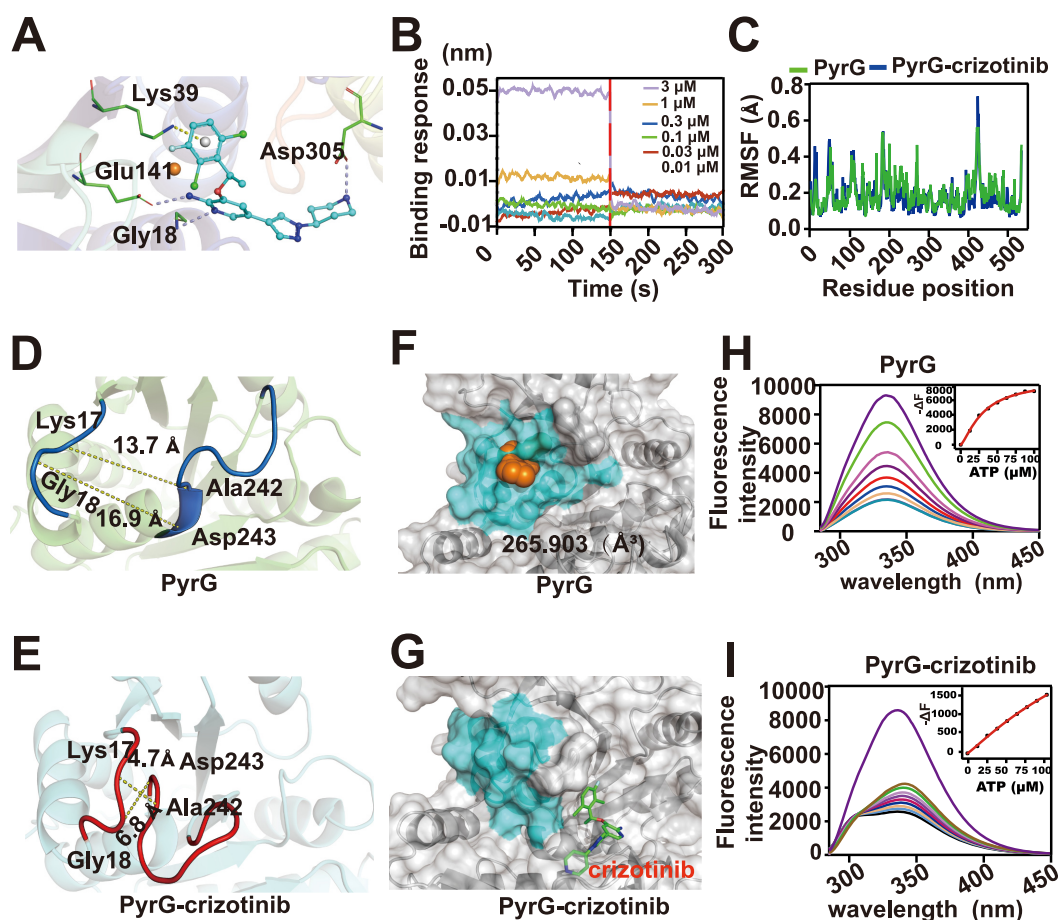 A
Lys39
Glu141
Asp305
Gly18
B
(nm)
Binding response
0.05
0.03
0.01
-0.01
3 µM
1 µM
0.3 µM
0.1 µM
0.03 µM
0.01 µM
0 50 100 150 200 250 300
Time (s)
C
PyrG PyrG-crizotinib
RMSF (Å)
0.8
0.6
0.4
0.2
0.0
0 100 200 300 400 500
Residue position
D
Lys17
13.7 Å
Gly18
16.9 Å
Ala242
Asp243
PyrG
E
Lys17
4.7Å Asp243
Ala242
6.8 Å
Gly18
PyrG-crizotinib
F
265.903 (Å³)
PyrG
G
crizotinib
PyrG-crizotinib
H
PyrG
Fluorescence
intensity
10000
8000
6000
4000
2000
0
300 350 400 450
wavelength (nm)
-ΔF
8000
6000
4000
2000
0
0 25 50 75 100
ATP (µM)
I
PyrG-crizotinib
Fluorescence
intensity
10000
8000
6000
4000
2000
0
300 350 400 450
wavelength (nm)
-ΔF
1500
1000
500
0
0 25 50 75 100
ATP (µM)